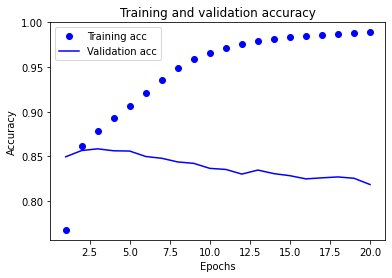 Training and validation accuracy
1.00
0.95
0.90
0.85
0.80
Accuracy
Training acc
Validation acc
2.5 5.0 7.5 10.0 12.5 15.0 17.5 20.0
Epochs